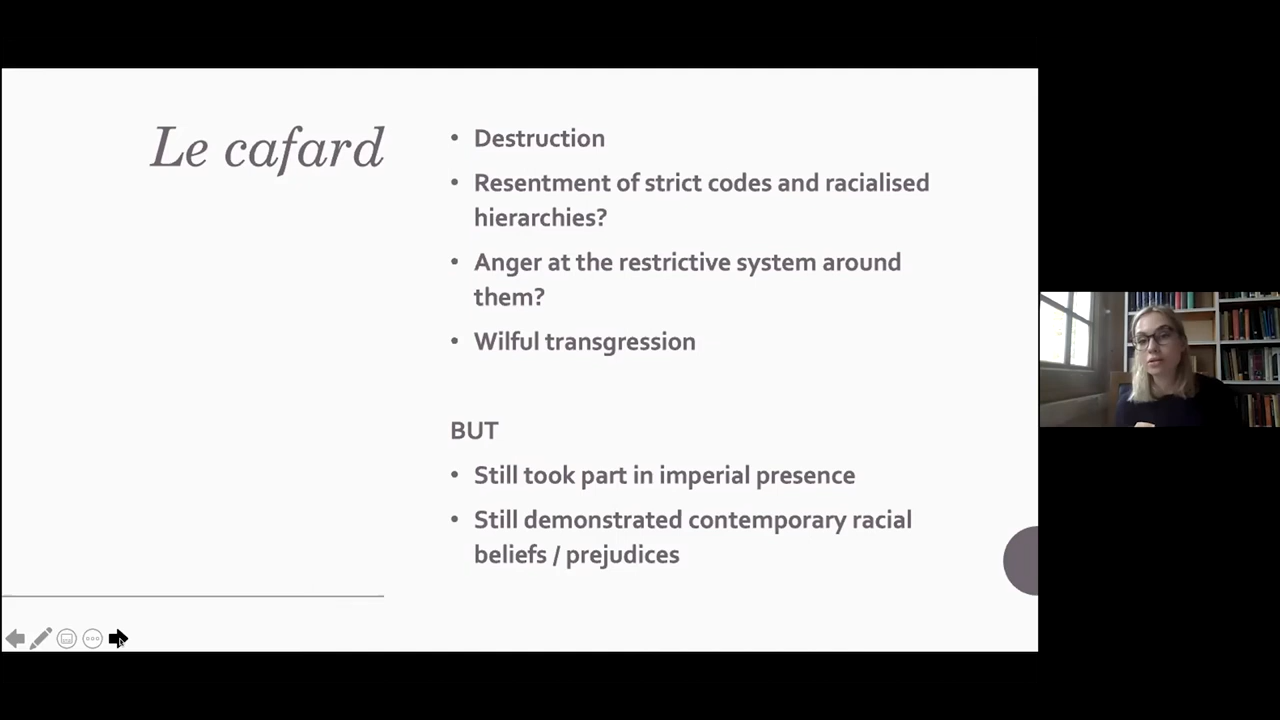 Le cafard
• Destruction
• Resentment of strict codes and racialised
hierarchies?
• Anger at the restrictive system around
them?
• Wilful transgression
BUT
• Still took part in imperial presence
• Still demonstrated contemporary racial
beliefs / prejudices